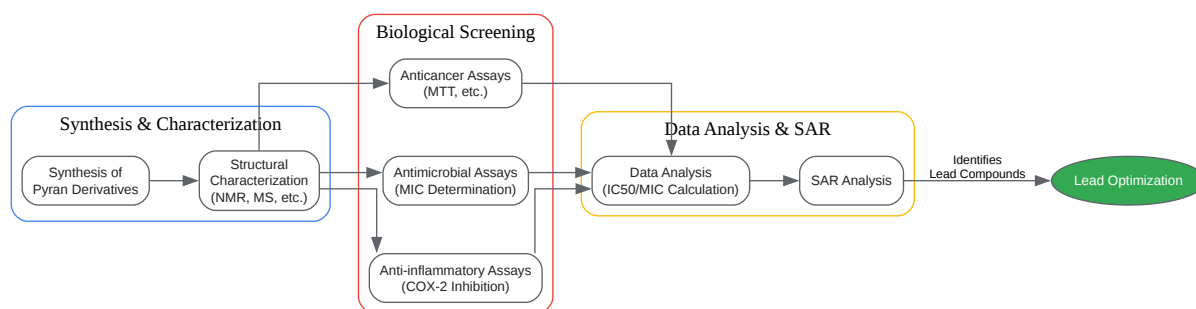 Synthesis & Characterization
Synthesis of
Pyran Derivatives
Structural
Characterization
(NMR, MS, etc.)
Biological Screening
Anticancer Assays
(MTT, etc.)
Antimicrobial Assays
(MIC Determination)
Anti-inflammatory Assays
(COX-2 Inhibition)
Data Analysis & SAR
Data Analysis
(IC50/MIC Calculation)
SAR Analysis
Identifies
Lead Compounds
Lead Optimization